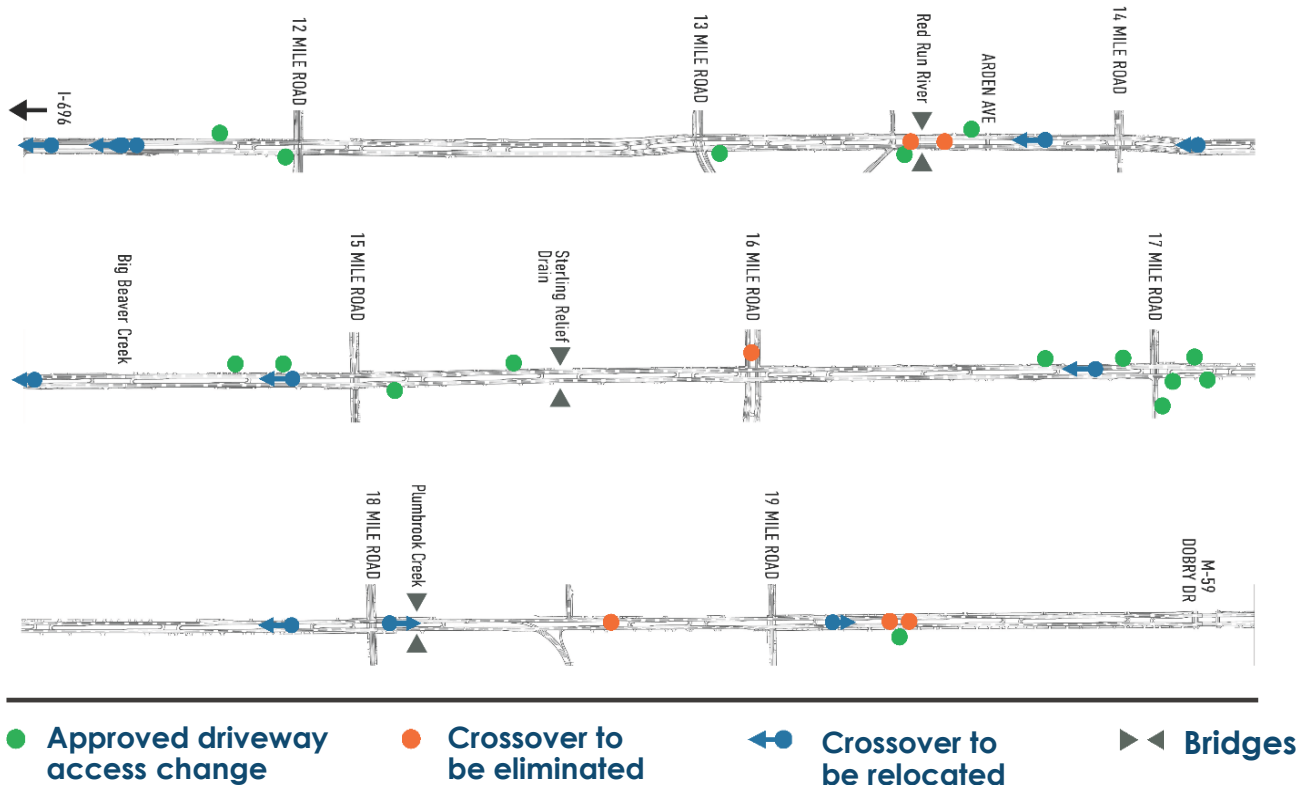 I-696
12 MILE ROAD
13 MILE ROAD
Red Run River
ARDEN AVE
14 MILE ROAD
Big Beaver Creek
15 MILE ROAD
Sterling Relief
Drain
16 MILE ROAD
17 MILE ROAD
18 MILE ROAD
Plumbrook Creek
19 MILE ROAD
M-59
DOBRY DR
Approved driveway
access change
Crossover to
be eliminated
Crossover to
be relocated
Bridges